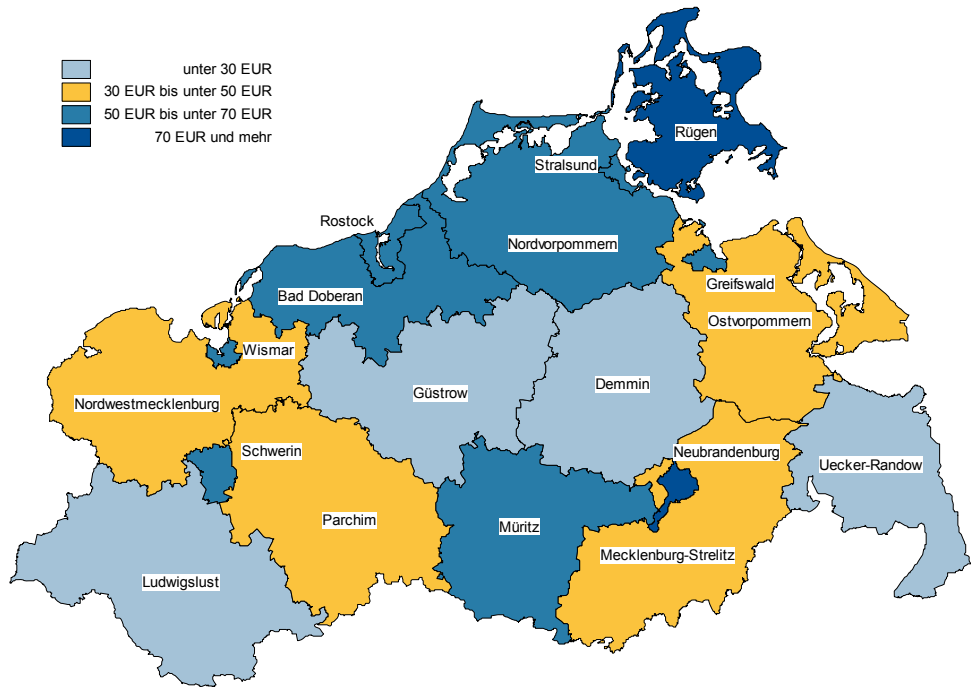 unter 30 EUR
30 EUR bis unter 50 EUR
50 EUR bis unter 70 EUR
70 EUR und mehr
Rügen
Stralsund
Rostock
Nordvorpommern
Greifswald
Bad Doberan
Ostvorpommern
Wismar
Demmin
Güstrow
Nordwestmecklenburg
Schwerin
Neubrandenburg
Uecker-Randow
Parchim
Müritz
Mecklenburg-Strelitz
Ludwigslust